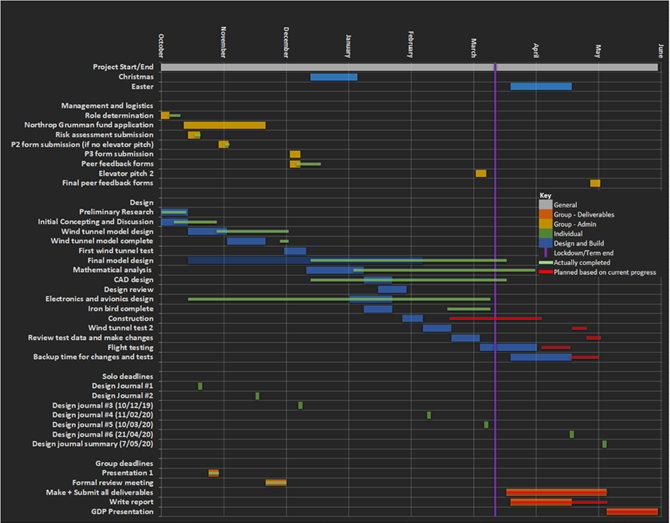 October
November
December
January
February
March
April
May
June
Project Start/End
Christmas
Easter
Management and logistics
Role determination
Northrop Grumman fund application
Risk assessment submission
P2 form submission (if no elevator pitch)
P3 form submission
Peer feedback forms
Elevator pitch 2
Final peer feedback forms
Design
Preliminary Research
Initial Concepting and Discussion
Wind tunnel model design
Wind tunnel model complete
First wind tunnel test
Final model design
Mathematical analysis
CAD design
Design review
Electronics and avionics design
Iron bird complete
Construction
Wind tunnel test 2
Review test data and make changes
Flight testing
Backup time for changes and tests
Solo deadlines
Design Journal #1
Design Journal #2
Design journal #3 (10/12/19)
Design journal #4 (11/02/20)
Design journal #5 (10/03/20)
Design journal #6 (21/04/20)
Design journal summary (7/05/20)
Group deadlines
Presentation 1
Formal review meeting
Make + Submit all deliverables
Write report
GDP Presentation
Key
General
Group - Deliverables
Group - Admin
Individual
Design and Build
Lockdown/Term end
Actually completed
Planned based on current progress